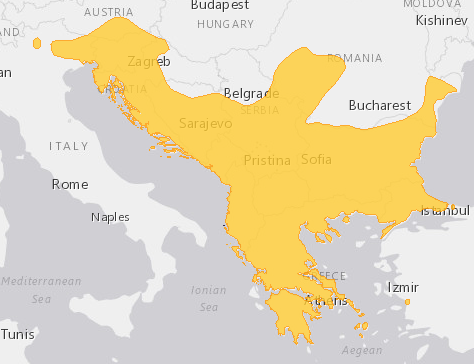 Budapest
AUSTRIA
HUNGARY
MOLDOVA
Kishinev
ROMANIA
Zagreb
CROATIA
Belgrade
SERBIA
Bucharest
Sarajevo
ITALY
Pristina
Sofia
Rome
Naples
Istanbul
Mediterranean
Sea
Ionian
Sea
GREECE
Izmir
Athens
Tunis
Aegean